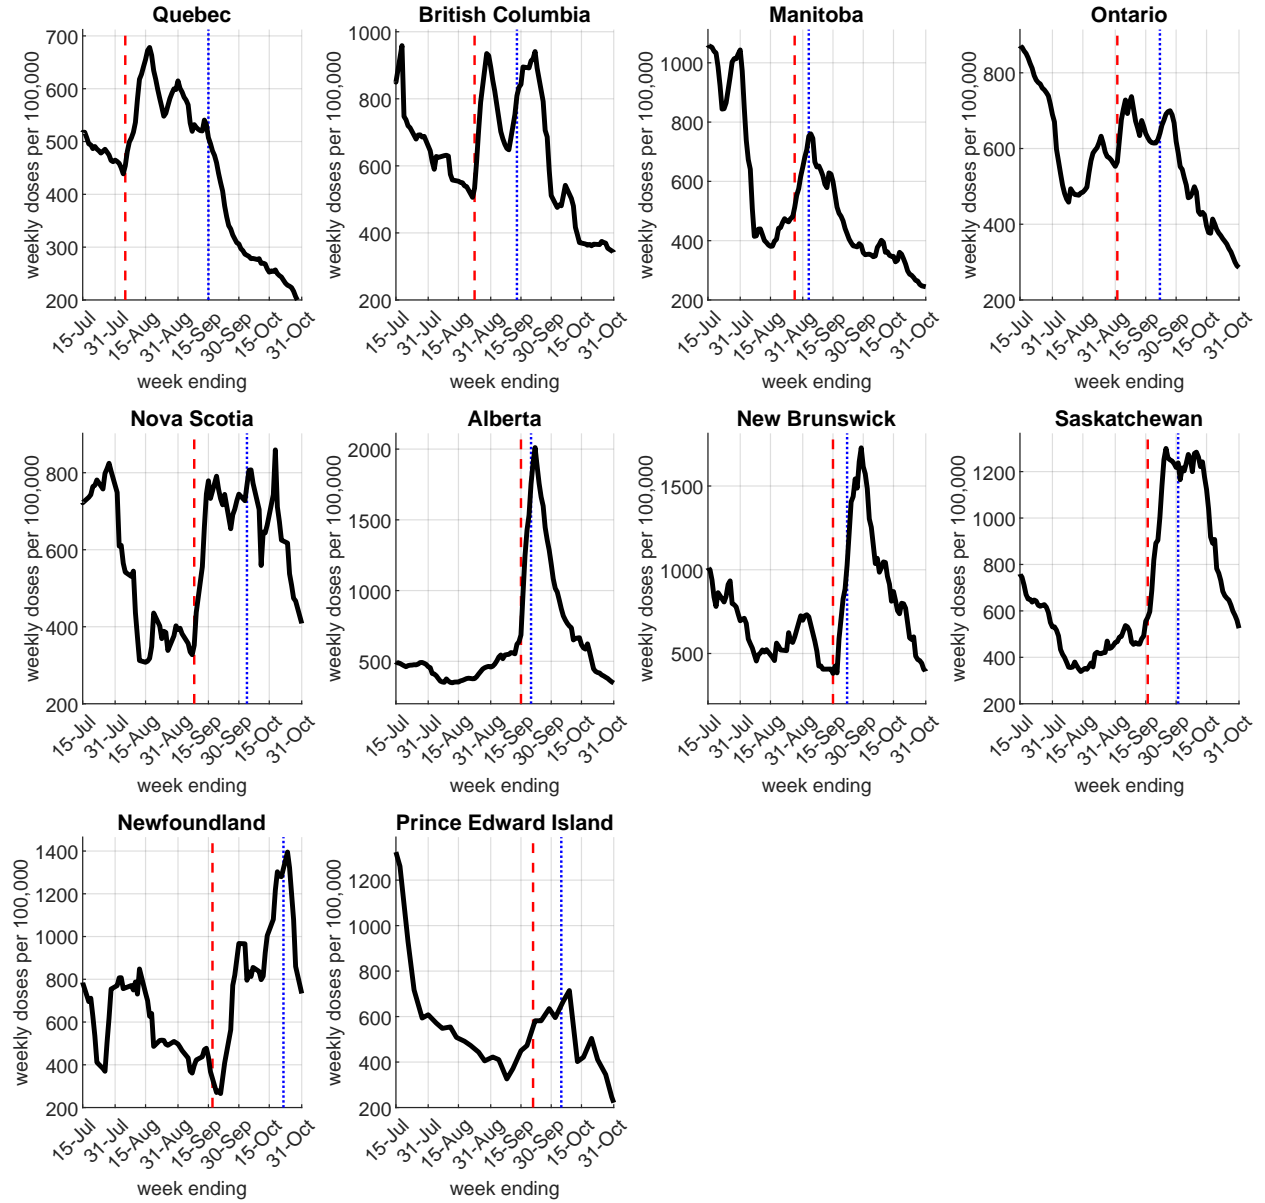 Quebec
weekly doses per 100,000
700
600
500
400
300
200
15-Jul
31-Jul
15-Aug
31-Aug
15-Sep
30-Sep
15-Oct
31-Oct
week ending
British Columbia
weekly doses per 100,000
1000
800
600
400
200
15-Jul
31-Jul
15-Aug
31-Aug
15-Sep
30-Sep
15-Oct
31-Oct
week ending
Manitoba
weekly doses per 100,000
1000
800
600
400
200
15-Jul
31-Jul
15-Aug
31-Aug
15-Sep
30-Sep
15-Oct
31-Oct
week ending
Ontario
weekly doses per 100,000
800
600
400
200
15-Jul
31-Jul
15-Aug
31-Aug
15-Sep
30-Sep
15-Oct
31-Oct
week ending
Nova Scotia
weekly doses per 100,000
800
600
400
200
15-Jul
31-Jul
15-Aug
31-Aug
15-Sep
30-Sep
15-Oct
31-Oct
week ending
Alberta
weekly doses per 100,000
2000
1500
1000
500
15-Jul
31-Jul
15-Aug
31-Aug
15-Sep
30-Sep
15-Oct
31-Oct
week ending
New Brunswick
weekly doses per 100,000
1500
1000
500
15-Jul
31-Jul
15-Aug
31-Aug
15-Sep
30-Sep
15-Oct
31-Oct
week ending
Saskatchewan
weekly doses per 100,000
1200
1000
800
600
400
200
15-Jul
31-Jul
15-Aug
31-Aug
15-Sep
30-Sep
15-Oct
31-Oct
week ending
Newfoundland
weekly doses per 100,000
1400
1200
1000
800
600
400
200
15-Jul
31-Jul
15-Aug
31-Aug
15-Sep
30-Sep
15-Oct
31-Oct
week ending
Prince Edward Island
weekly doses per 100,000
1200
1000
800
600
400
200
15-Jul
31-Jul
15-Aug
31-Aug
15-Sep
30-Sep
15-Oct
31-Oct
week ending